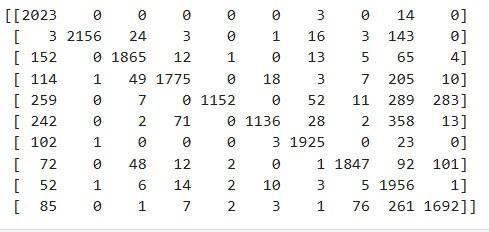 [[2023 0 0 0 0 0 3 0 14 0]
[ 3 2156 24 3 0 1 16 3 143 0]
[ 152 0 1865 12 1 0 13 5 65 4]
[ 114 1 49 1775 0 18 3 7 205 10]
[ 259 0 7 0 1152 0 52 11 289 283]
[ 242 0 2 71 0 1136 28 2 358 13]
[ 102 1 0 0 0 3 1925 0 23 0]
[ 72 0 48 12 2 0 1 1847 92 101]
[ 52 1 6 14 2 10 3 5 1956 1]
[ 85 0 1 7 2 3 1 76 261 1692]]